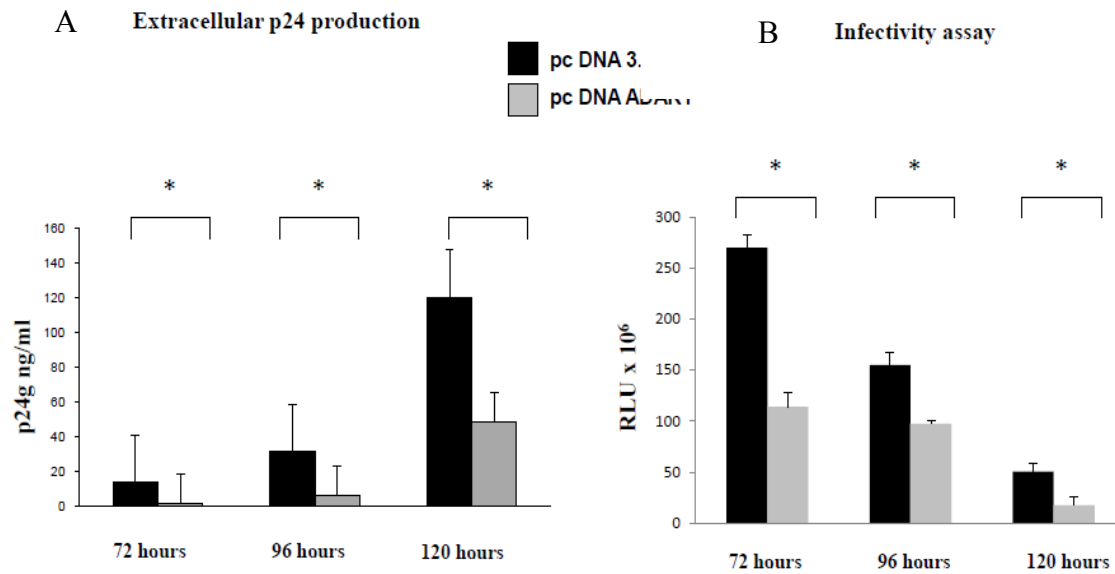 A Extracellular p24 production
pc DNA 3.
pc DNA
B Infectivity assay
* * *
160
140
120
100
80
60
40
20
0
p24g ng/ml
72 hours 96 hours 120 hours
* * *
300
250
200
150
100
50
0
RLU x 10⁶
72 hours 96 hours 120 hours